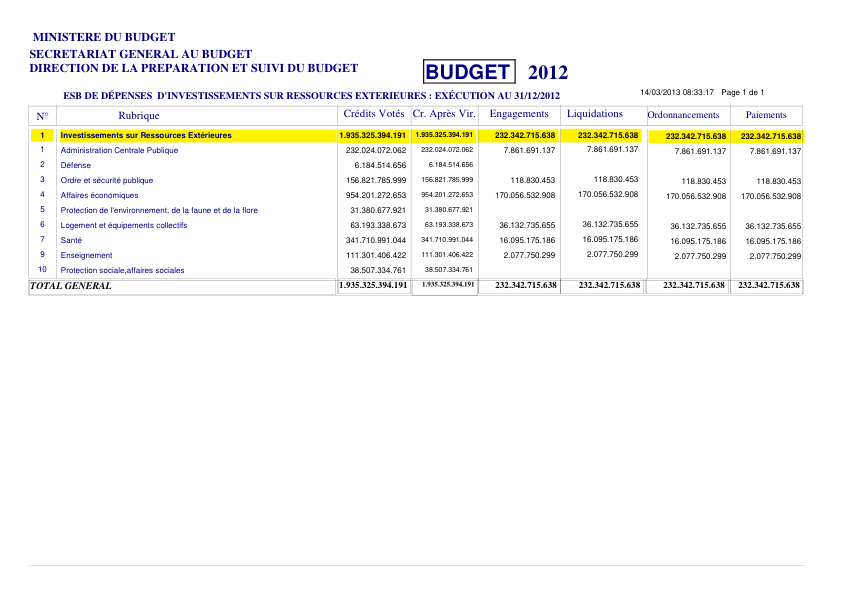 MINISTERE DU BUDGET
SECRETARIAT GENERAL AU BUDGET
DIRECTION DE LA PREPARATION ET SUIVI DU BUDGET
BUDGET 2012
14/03/2013 08:33:17 Page 1 de 1
ESB DE DÉPENSES D'INVESTISSEMENTS SUR RESSOURCES EXTERIEURES : EXÉCUTION AU 31/12/2012
N° Rubrique Crédits Votés Cr. Après Vir. Engagements Liquidations Ordonnancements Paiements
1 Investissements sur Ressources Extérieures 1.935.325.394.191 1.935.325.394.191 232.342.715.638 232.342.715.638 232.342.715.638 232.342.715.638
1 Administration Centrale Publique 232.024.072.062 232.024.072.062 7.861.691.137 7.861.691.137 7.861.691.137 7.861.691.137
2 Défense 6.184.514.656 6.184.514.656
3 Ordre et sécurité publique 156.821.785.999 156.821.785.999 118.830.453 118.830.453 118.830.453 118.830.453
4 Affaires économiques 954.201.272.653 954.201.272.653 170.056.532.908 170.056.532.908 170.056.532.908 170.056.532.908
5 Protection de l'environnement, de la faune et de la flore 31.380.677.921 31.380.677.921
6 Logement et équipements collectifs 63.193.338.673 63.193.338.673 36.132.735.655 36.132.735.655 36.132.735.655 36.132.735.655
7 Santé 341.710.991.044 341.710.991.044 16.095.175.186 16.095.175.186 16.095.175.186 16.095.175.186
9 Enseignement 111.301.406.422 111.301.406.422 2.077.750.299 2.077.750.299 2.077.750.299 2.077.750.299
10 Protection sociale,affaires sociales 38.507.334.761 38.507.334.761
TOTAL GENERAL 1.935.325.394.191 1.935.325.394.191 232.342.715.638 232.342.715.638 232.342.715.638 232.342.715.638